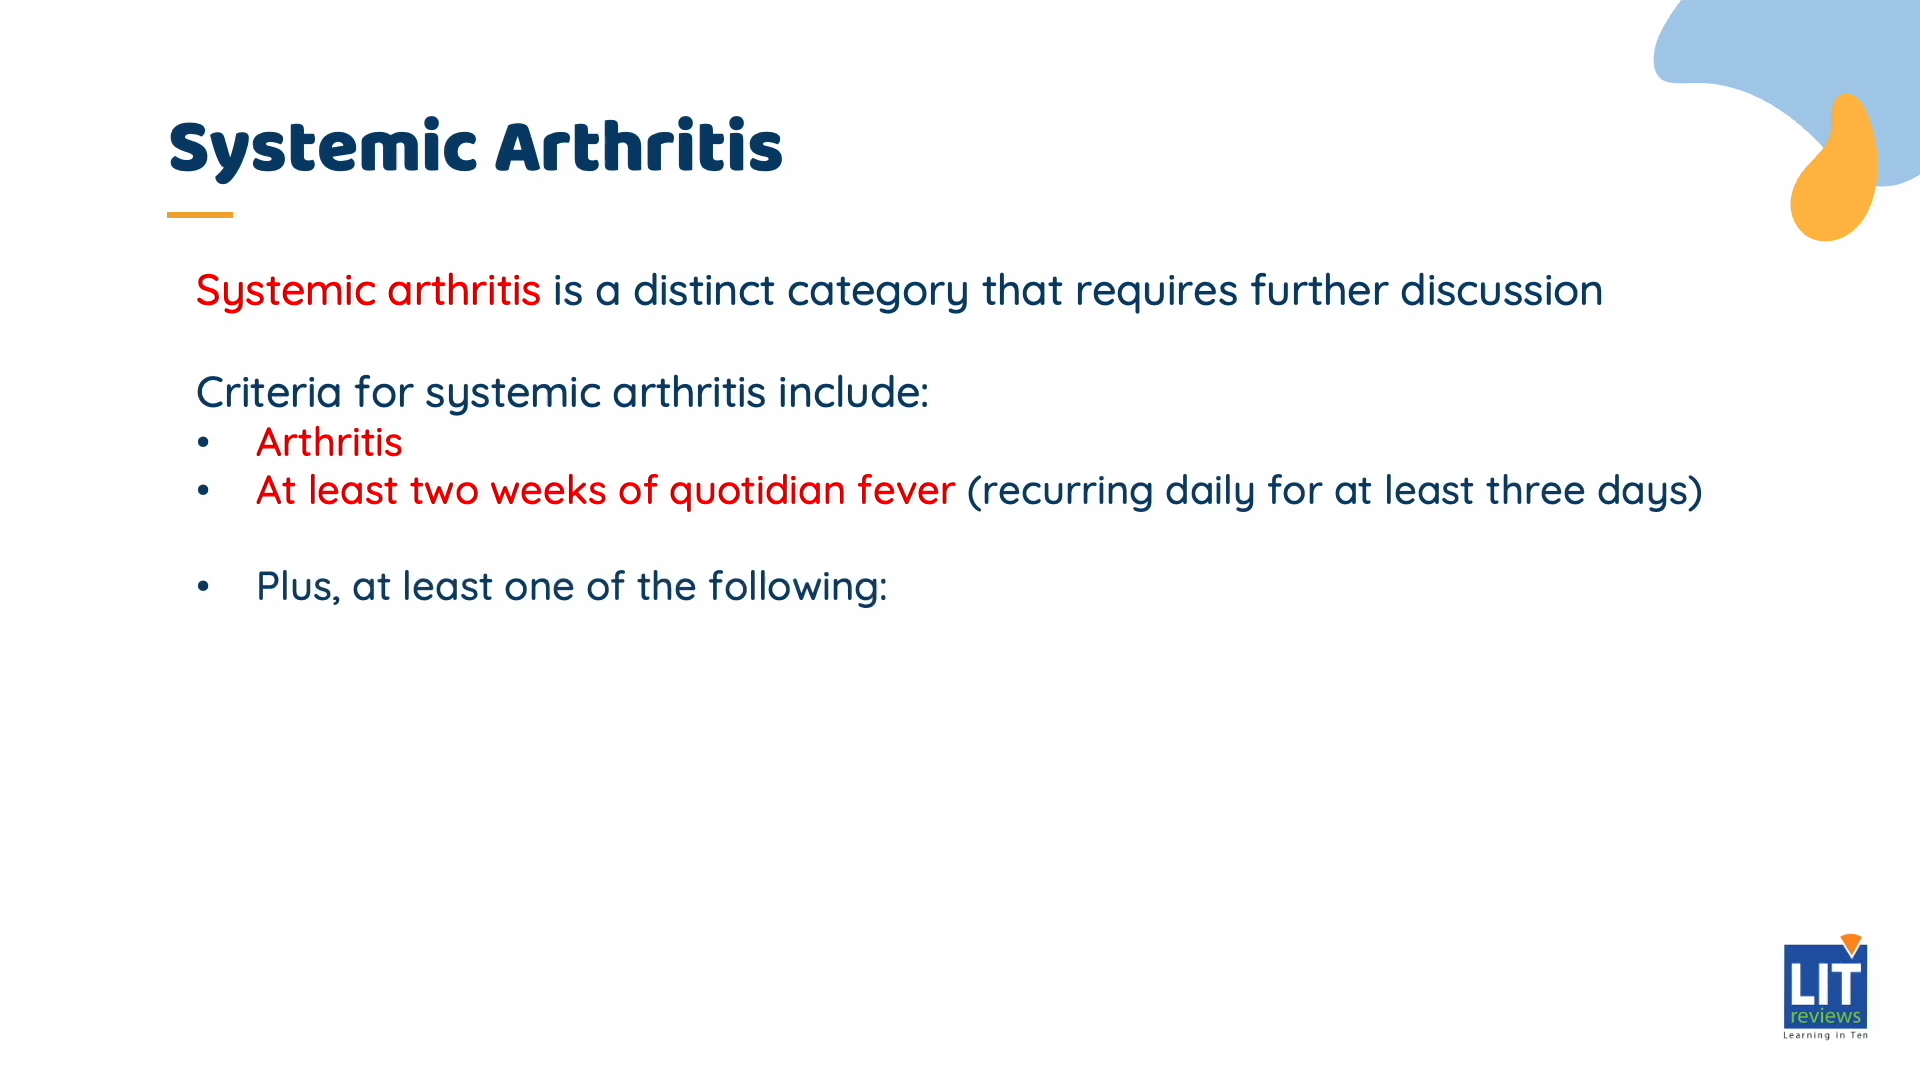 Systemic Arthritis
Systemic arthritis is a distinct category that requires further discussion
Criteria for systemic arthritis include:
• Arthritis
• At least two weeks of quotidian fever (recurring daily for at least three days)
• Plus, at least one of the following:
LIT
reviews
Learning in Ten